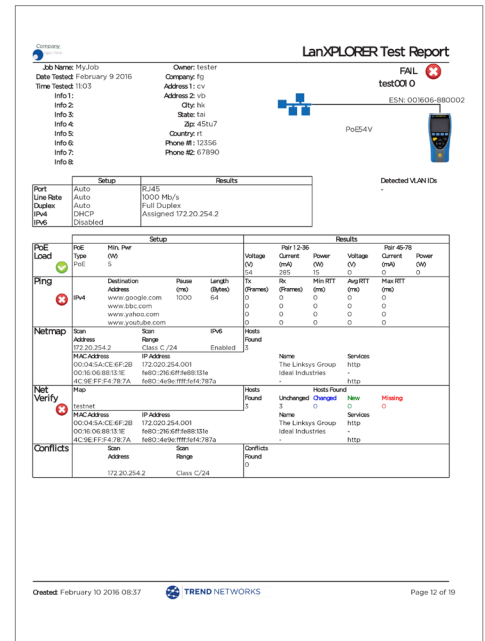 Company
LanXPLORER Test Report
Job Name: MyJob Owner: tester FAIL
Date Tested: February 9 2016 Company: fg test001 0
Time Tested: 11:03 Address 1: cv
Info 1: Address 2: vb ESN: 001606-880002
Info 2: City: hk
Info 3: State: tai
Info 4: Zip: 45tu7
Info 5: Country: rt PoE54V
Info 6: Phone #1: 12356
Info 7: Phone #2: 67890
Info 8:
Setup Results Detected VLAN IDs
Port Auto RJ45 -
Line Rate Auto 1000 Mb/s
Duplex Auto Full Duplex
IPv4 DHCP Assigned 172.20.254.2
IPv6 Disabled
Setup Results
PoE PoE Min. Pwr Pair 12-36 Pair 45-78
Load Type (W) Voltage Current Power Voltage Current Power
PoE 5 (V) (mA) (W) (V) (mA) (W)
54 285 15 0 0 0
Ping Destination Pause Length Tx Rx Min RTT Avg RTT Max RTT
Address (ms) (Bytes) (Frames) (Frames) (ms) (ms) (ms)
IPv4 www.google.com 1000 64 0 0 0 0 0
www.bbc.com 0 0 0 0 0
www.yahoo.com 0 0 0 0 0
www.youtube.com 0 0 0 0 0
Netmap Scan Scan IPv6 Hosts
Address Range Found
172.20.254.2 Class C /24 Enabled 3
MAC Address IP Address Name Services
00:04:5A:CE:6F:2B 172.020.254.001 The Linksys Group http
00:16:06:88:13:1E fe80::216:6ff:fe88:131e Ideal Industries -
4C:9E:FF:F4:78:7A fe80::4e9e:ffff:fef4:787a - http
Net Map Hosts Hosts Found
Verify Found Unchanged Changed New Missing
testnet 3 3 0 0 0
MAC Address IP Address Name Services
00:04:5A:CE:6F:2B 172.020.254.001 The Linksys Group http
00:16:06:88:13:1E fe80::216:6ff:fe88:131e Ideal Industries -
4C:9E:FF:F4:78:7A fe80::4e9e:ffff:fef4:787a - http
Conflicts Scan Scan Conflicts
Address Range Found
0
172.20.254.2 Class C/24
Created: February 10 2016 08:37 TREND NETWORKS Page 12 of 19